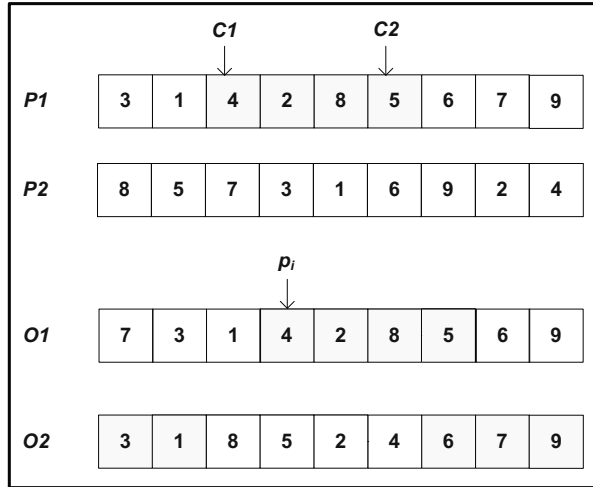 C1 C2
P1 3 1 4 2 8 5 6 7 9
P2 8 5 7 3 1 6 9 2 4
pi
O1 7 3 1 4 2 8 5 6 9
O2 3 1 8 5 2 4 6 7 9